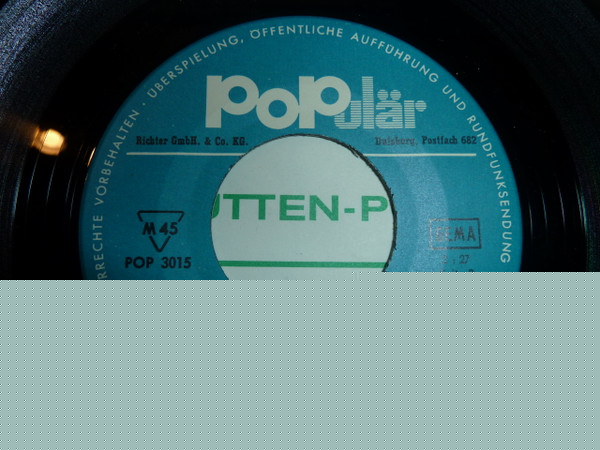 RRECHTE VORBEHALTEN · ÜBERSPIELUNG, ÖFFENTLICHE AUFFÜHRUNG UND RUNDFUNKSENDUNG
POPulär
Richter GmbH. & Co. KG.
Duisburg, Postfach 682
UTTEN-P
M 45
GEMA
POP 3015